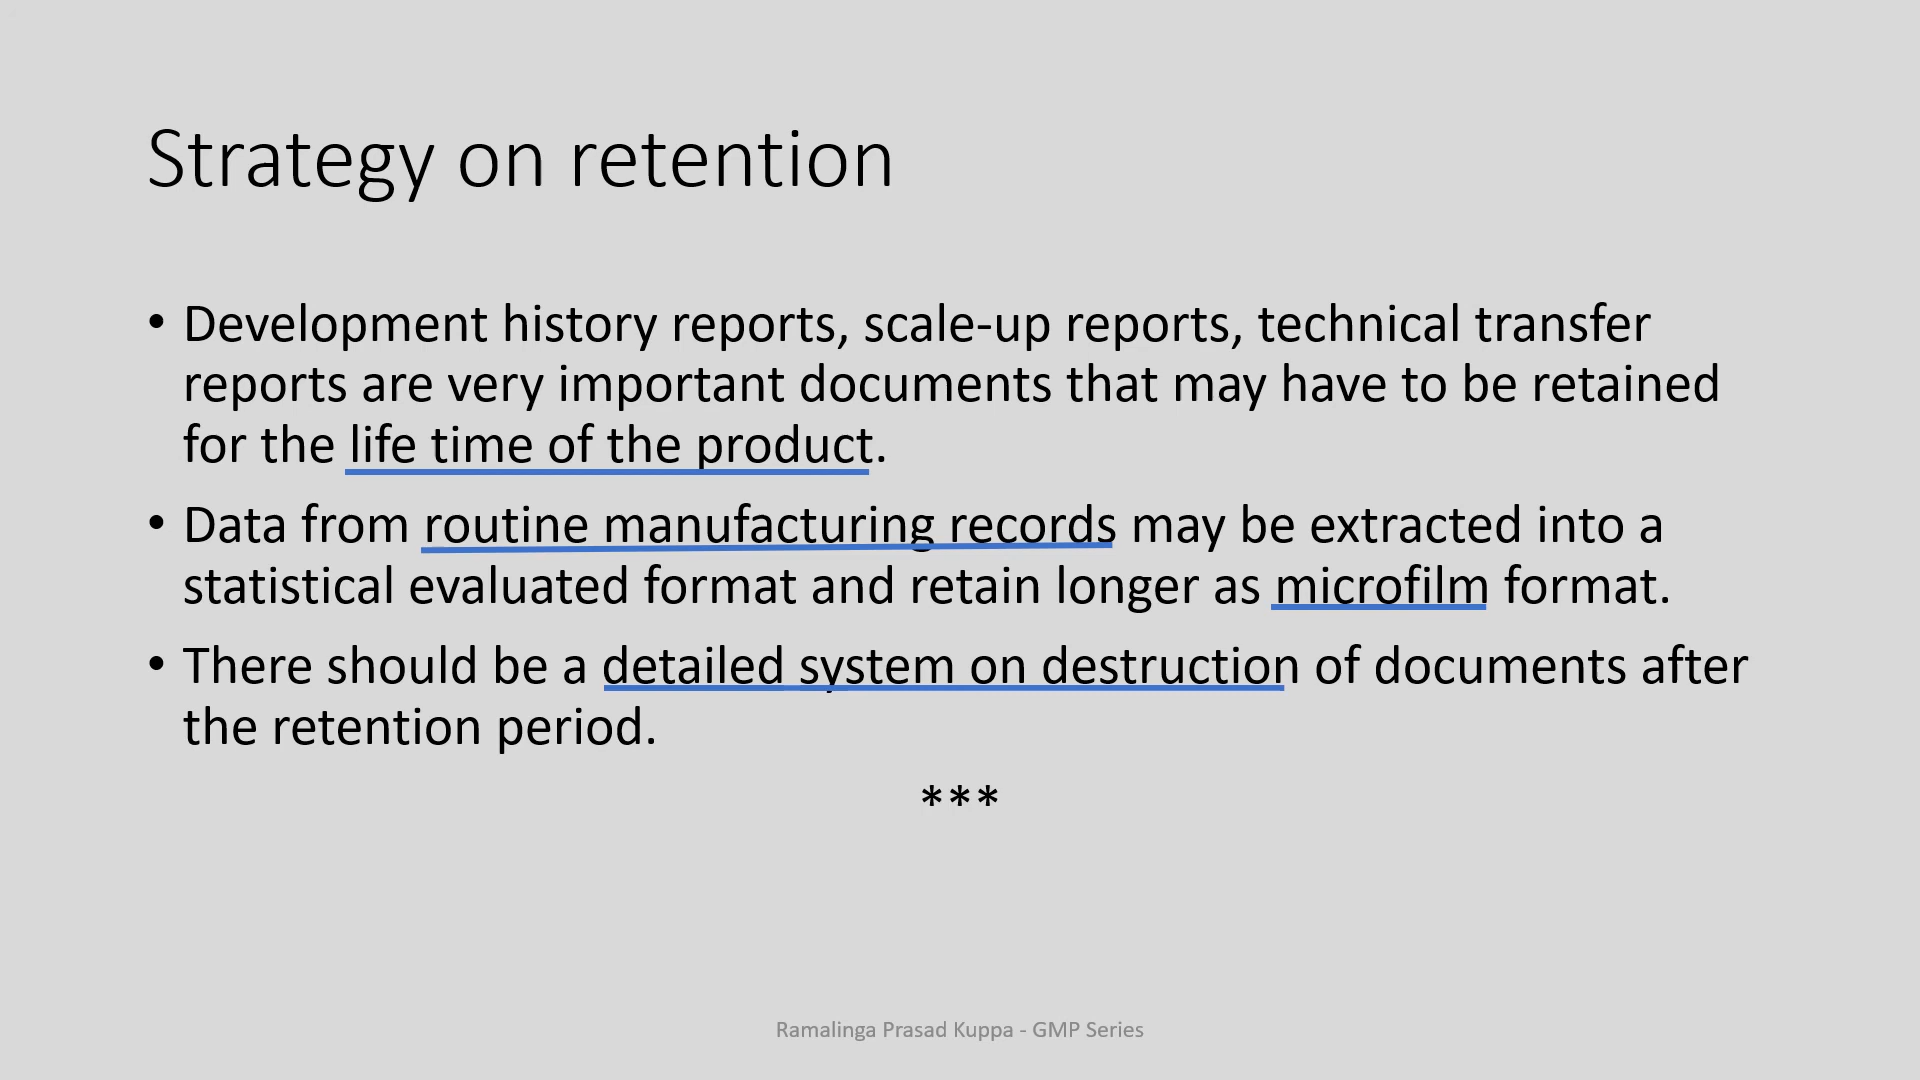 Strategy on retention
• Development history reports, scale-up reports, technical transfer
reports are very important documents that may have to be retained
for the life time of the product.
• Data from routine manufacturing records may be extracted into a
statistical evaluated format and retain longer as microfilm format.
• There should be a detailed system on destruction of documents after
the retention period.
***
Ramalinga Prasad Kuppa - GMP Series